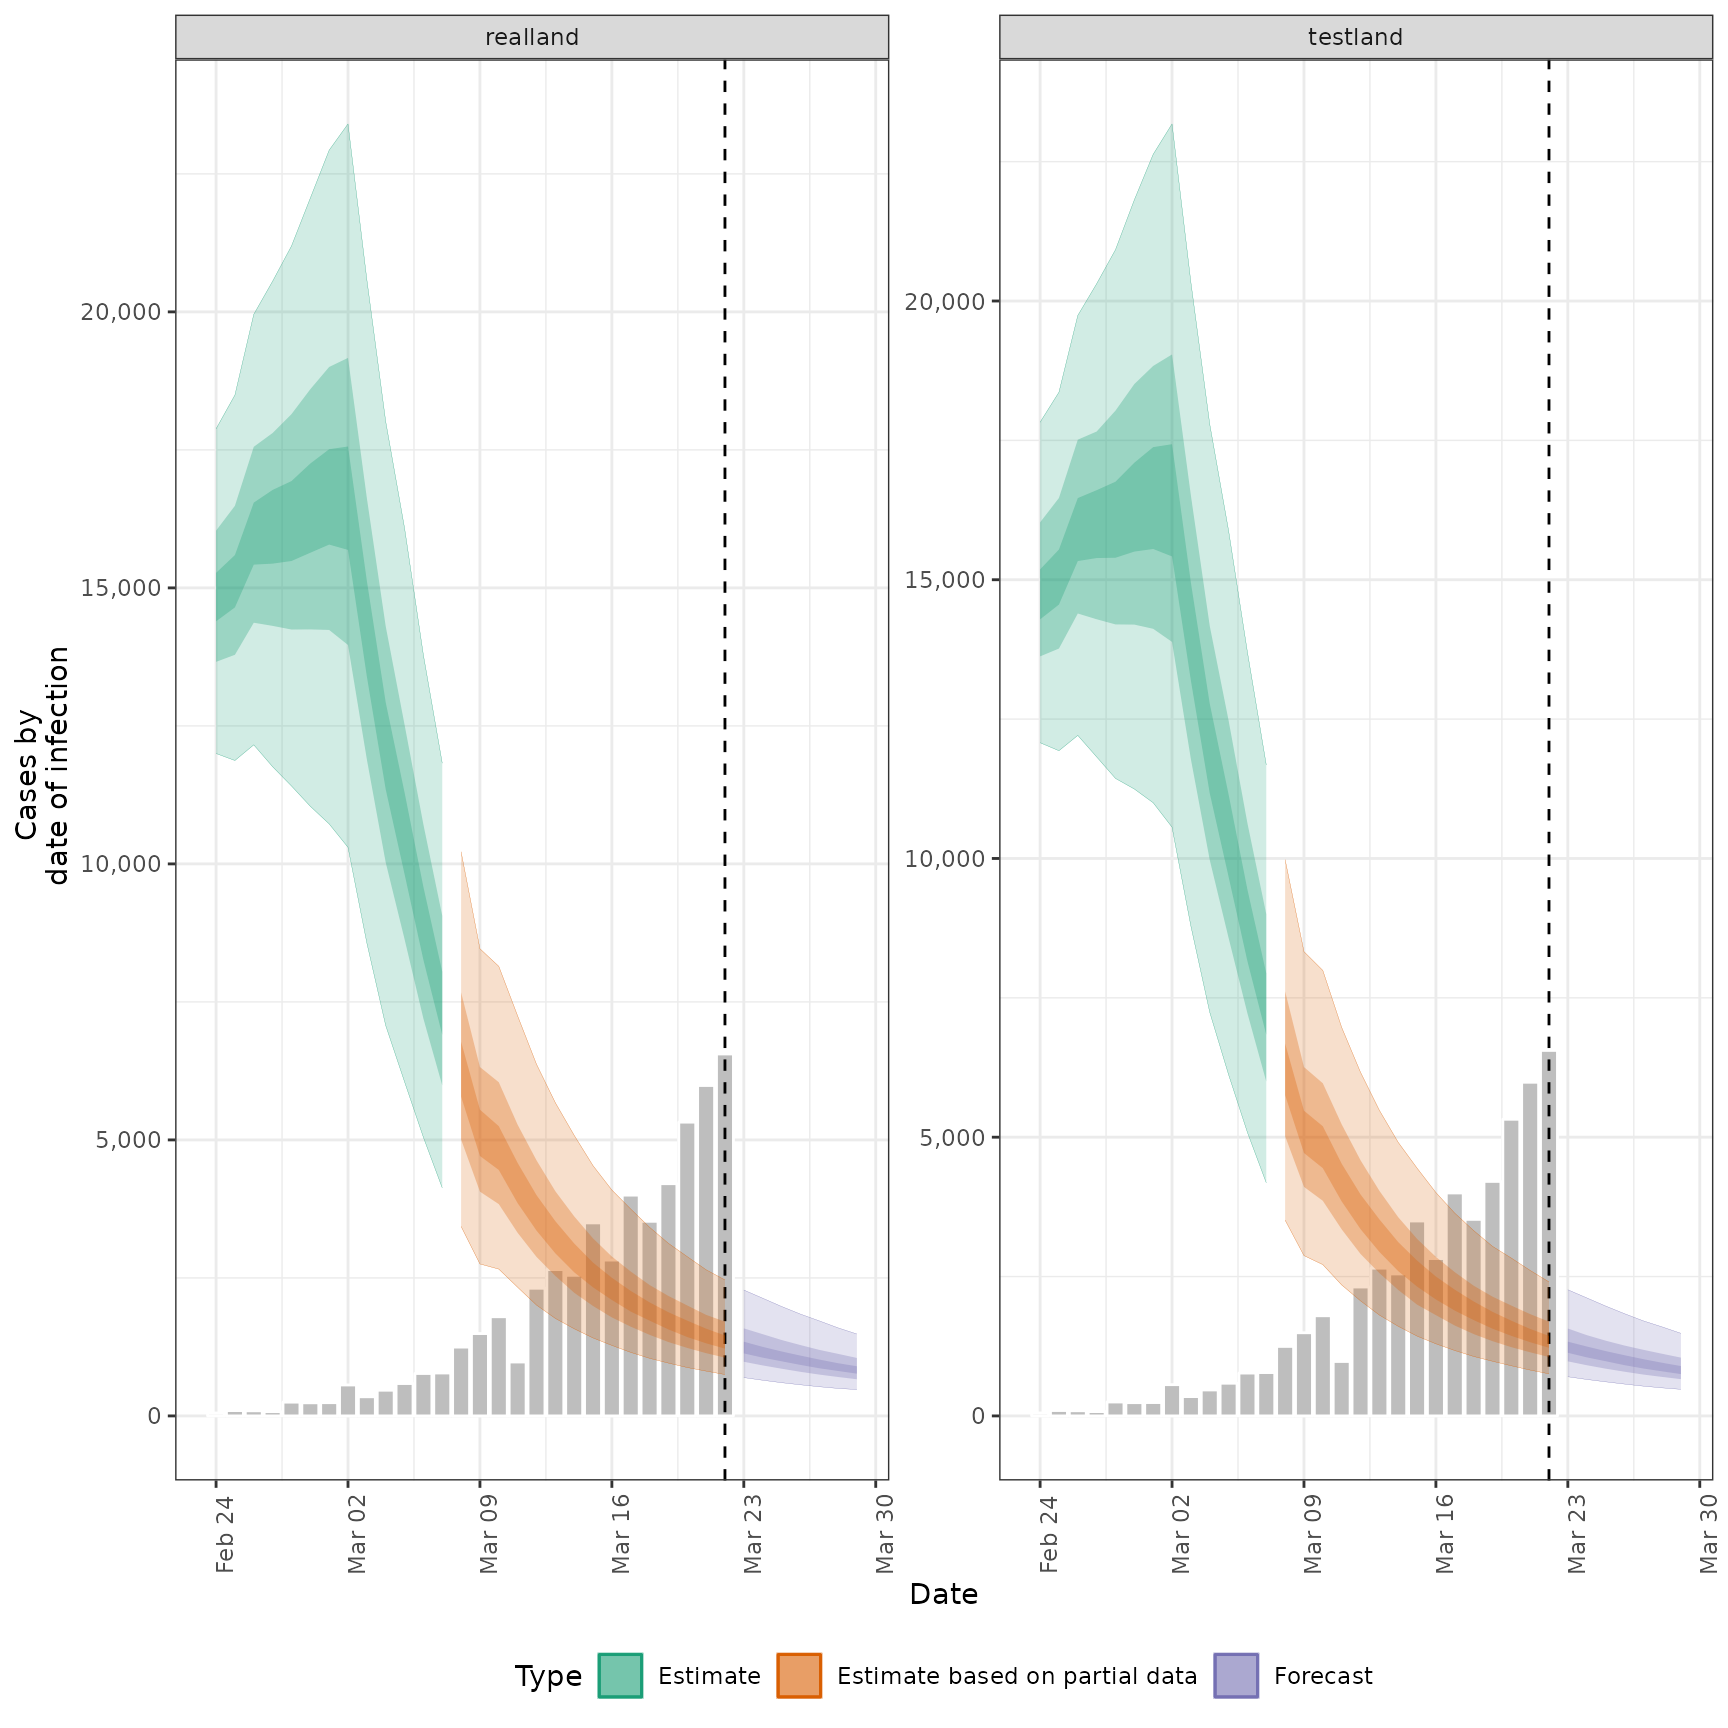 realland
testland
Cases by
date of infection
20,000
15,000
10,000
5,000
0
20,000
15,000
10,000
5,000
0
Feb 24
Mar 02
Mar 09
Mar 16
Mar 23
Mar 30
Feb 24
Mar 02
Mar 09
Mar 16
Mar 23
Mar 30
Date
Type
Estimate
Estimate based on partial data
Forecast